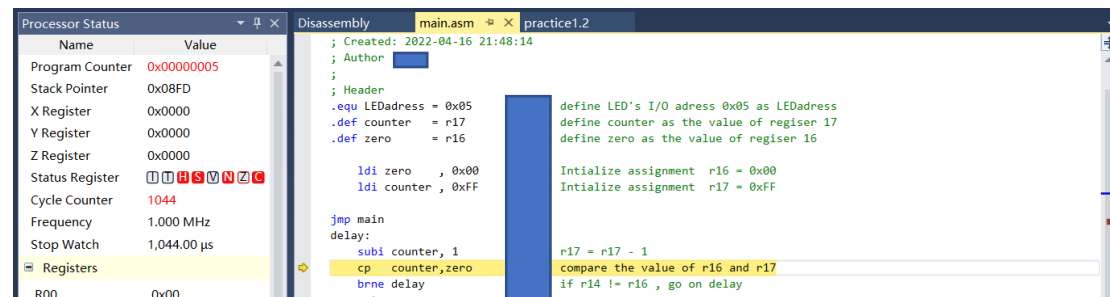 Processor Status
Disassembly main.asm practice1.2
Name Value
Program Counter 0x00000005
Stack Pointer 0x08FD
X Register 0x0000
Y Register 0x0000
Z Register 0x0000
Status Register I T H S V N Z C
Cycle Counter 1044
Frequency 1.000 MHz
Stop Watch 1,044.00 µs
Registers
R00 0x00
; Created: 2022-04-16 21:48:14
; Author
;
; Header
.equ LEDadress = 0x05 define LED's I/O adress 0x05 as LEDadress
.def counter = r17 define counter as the value of register 17
.def zero = r16 define zero as the value of regiser 16
ldi zero , 0x00 Intialize assignment r16 = 0x00
ldi counter , 0xFF Intialize assignment r17 = 0xFF
jmp main
delay:
subi counter, 1 r17 = r17 - 1
cp counter,zero compare the value of r16 and r17
brne delay if r14 != r16 , go on delay